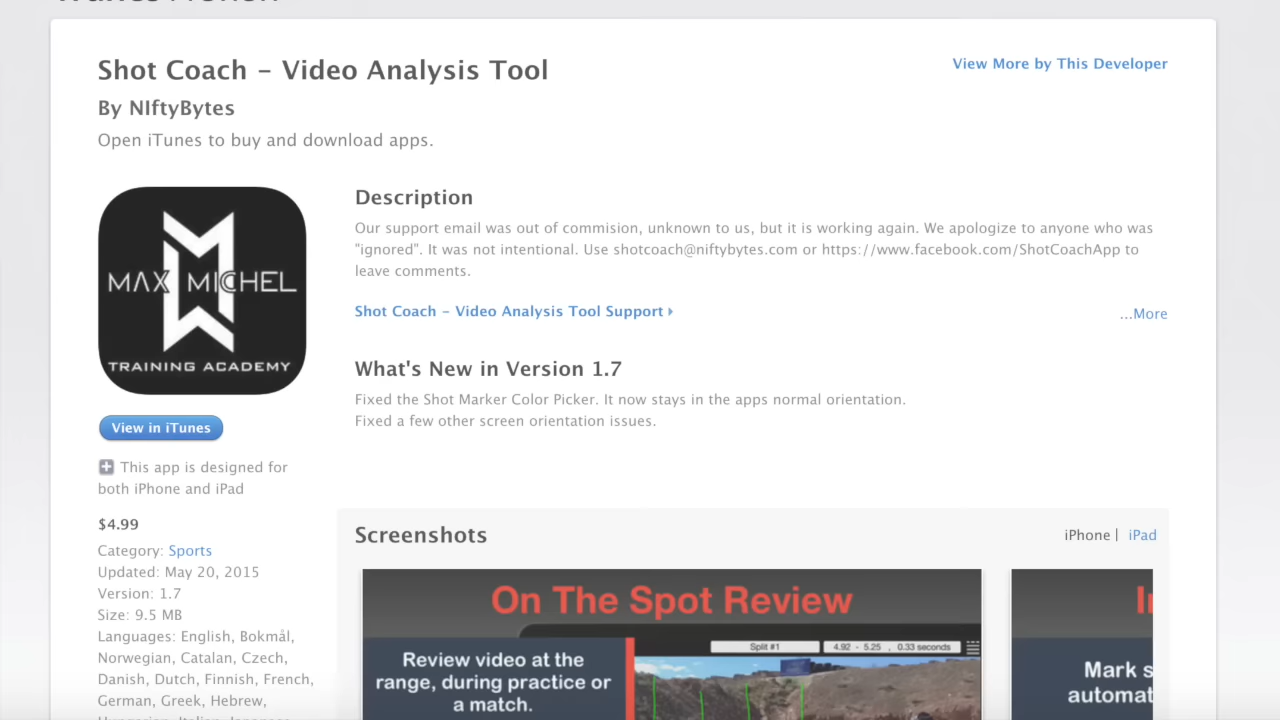 Shot Coach – Video Analysis Tool
View More by This Developer
By NIftyBytes
Open iTunes to buy and download apps.
MAX MICHEL
TRAINING ACADEMY
Description
Our support email was out of commision, unknown to us, but it is working again. We apologize to anyone who was
"ignored". It was not intentional. Use shotcoach@niftybytes.com or https://www.facebook.com/ShotCoachApp to
leave comments.
Shot Coach – Video Analysis Tool Support
...More
What's New in Version 1.7
Fixed the Shot Marker Color Picker. It now stays in the apps normal orientation.
Fixed a few other screen orientation issues.
View in iTunes
This app is designed for
both iPhone and iPad
$4.99
Category: Sports
Updated: May 20, 2015
Version: 1.7
Size: 9.5 MB
Languages: English, Bokmål,
Norwegian, Catalan, Czech,
Danish, Dutch, Finnish, French,
German, Greek, Hebrew,
Screenshots
iPhone | iPad
On The Spot Review
Split #1
4.92 - 5.25 , 0.33 seconds
Review video at the
range, during practice or
a match.
Mark s
automat